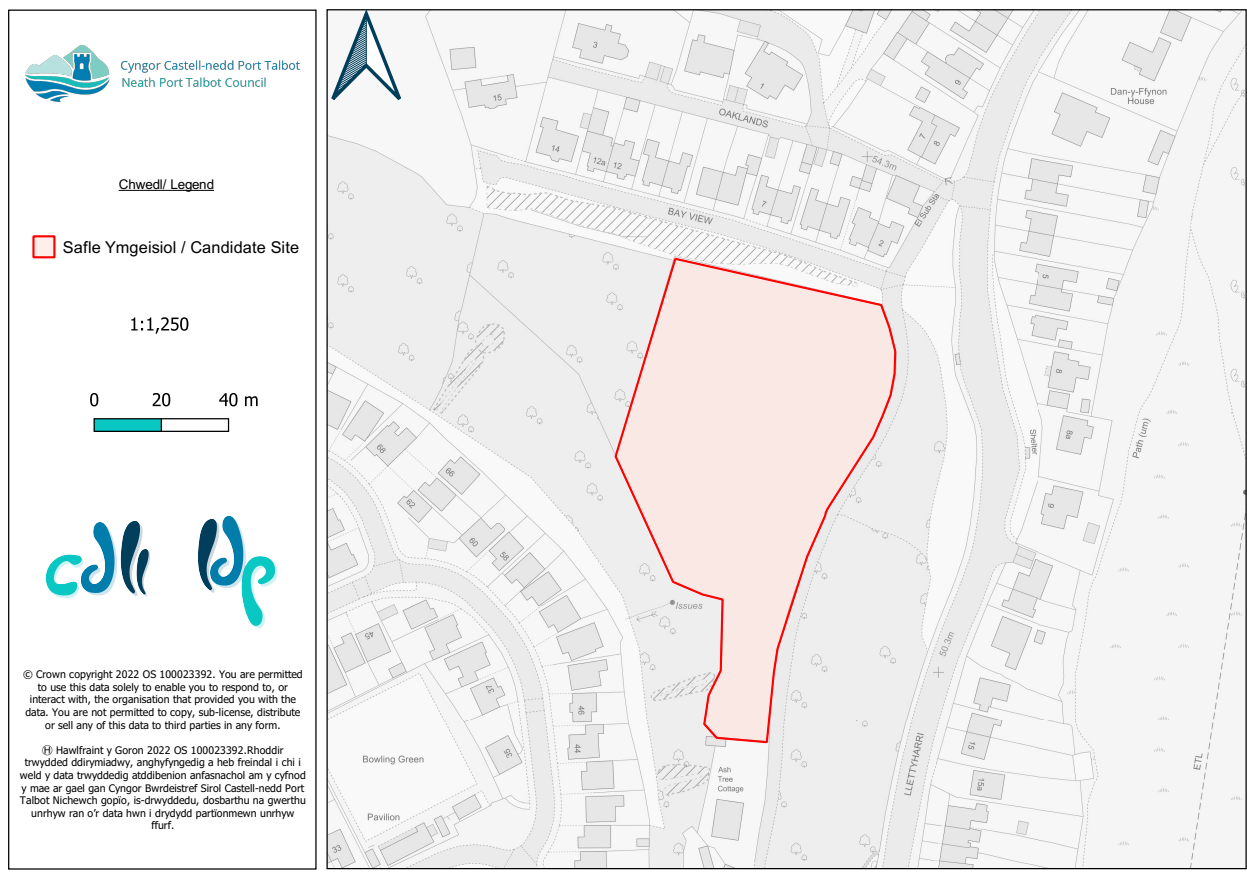 Cyngor Castell-nedd Port Talbot
Neath Port Talbot Council
Chwedl/ Legend
Safle Ymgeisiol / Candidate Site
1:1,250
0 20 40 m
cdll ldp
© Crown copyright 2022 OS 100023392. You are permitted
to use this data solely to enable you to respond to, or
interact with, the organisation that provided you with the
data. You are not permitted to copy, sub-license, distribute
or sell any of this data to third parties in any form.
Ⓗ Hawlfraint y Goron 2022 OS 100023392.Rhoddir
trwydded ddirymiadwy, anghyfyngedig a heb freindal i chi i
weld y data trwyddedig atddibenion anfasnachol am y cyfnod
y mae ar gael gan Cyngor Bwrdeistref Sirol Castell-nedd Port
Talbot Nichewch gopïo, is-drwyddedu, dosbarthu na gwerthu
unrhyw ran o'r data hwn i drydydd partïonmewn unrhyw
ffurf.
3
15
1
OAKLANDS
9
Dan-y-Ffynon
House
7
8
14
12a
12
54.3m
7
El Sub Sta
2
BAY VIEW
5
8
8a
Shelter
Path (um)
9
68
66
62
60
58
Issues
45
37
35
46
44
50.3m
15
15a
LLETTYHARRI
ETL
Bowling Green
Pavilion
33
Ash
Tree
Cottage